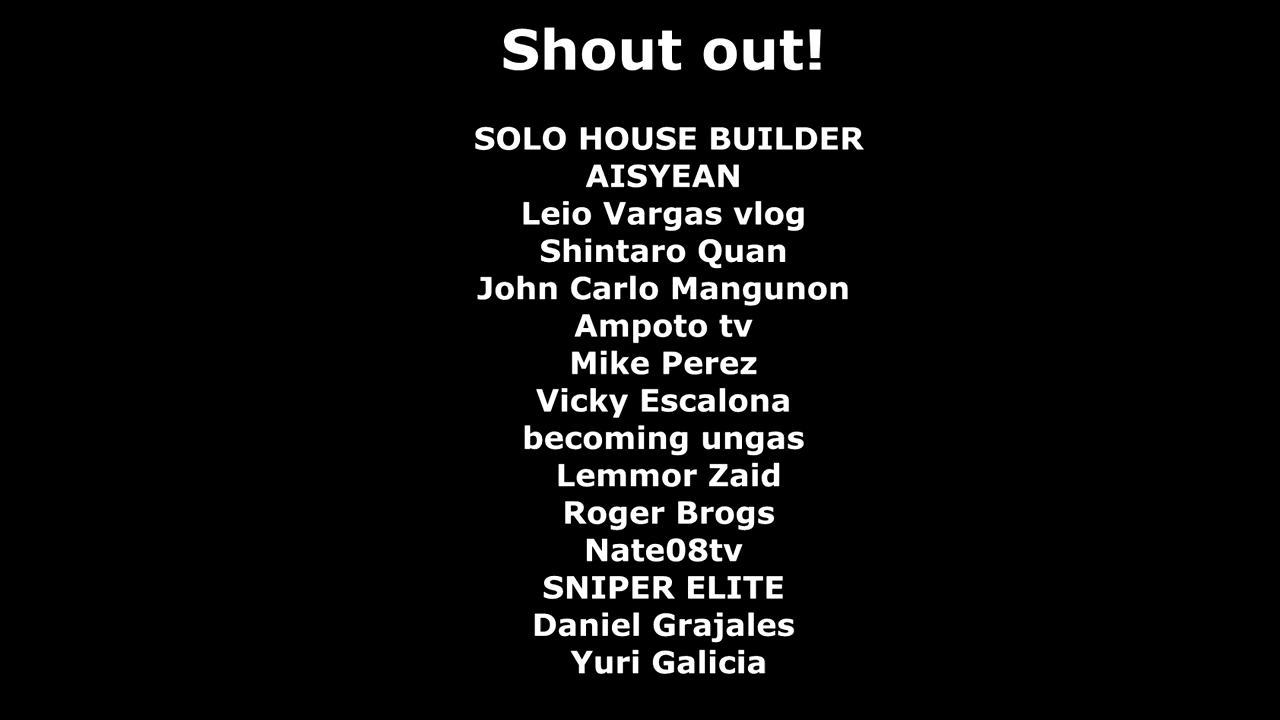 Shout out!
SOLO HOUSE BUILDER
AISYEAN
Leio Vargas vlog
Shintaro Quan
John Carlo Mangunon
Ampoto tv
Mike Perez
Vicky Escalona
becoming ungas
Lemmor Zaid
Roger Brogs
Nate08tv
SNIPER ELITE
Daniel Grajales
Yuri Galicia